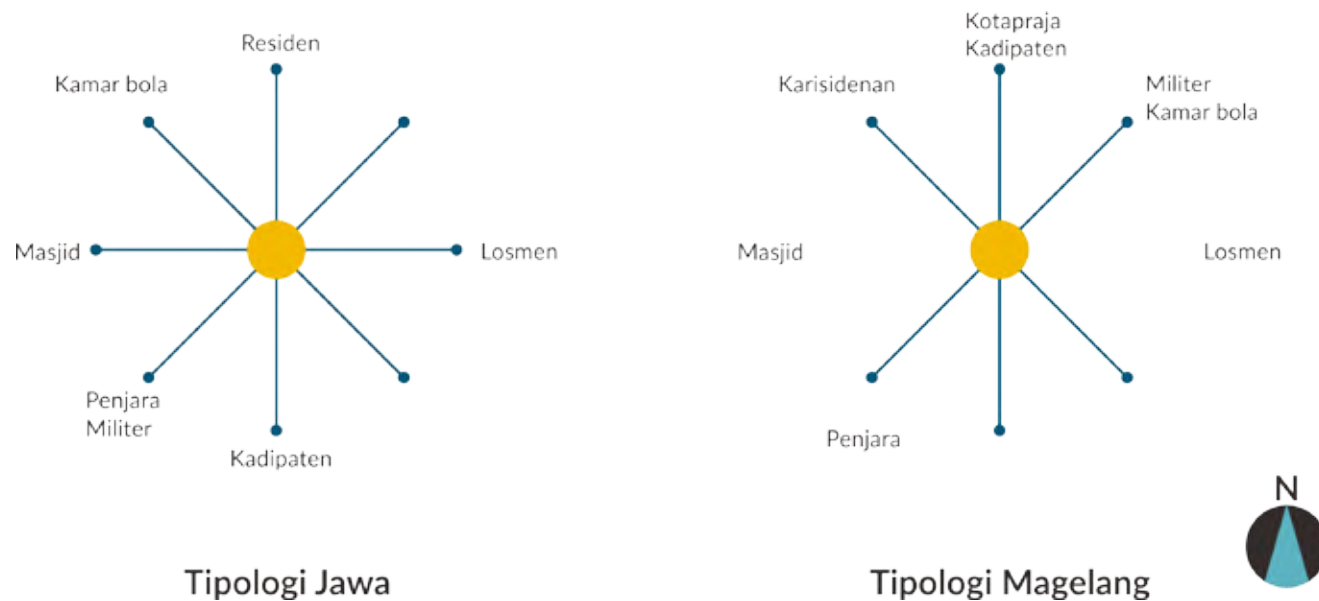 Residen
Kamar bola
Masjid
Losmen
Penjara
Militer
Kadipaten
Tipologi Jawa
Kotapraja
Kadipaten
Karisidenan
Militer
Kamar bola
Masjid
Losmen
Penjara
N
Tipologi Magelang